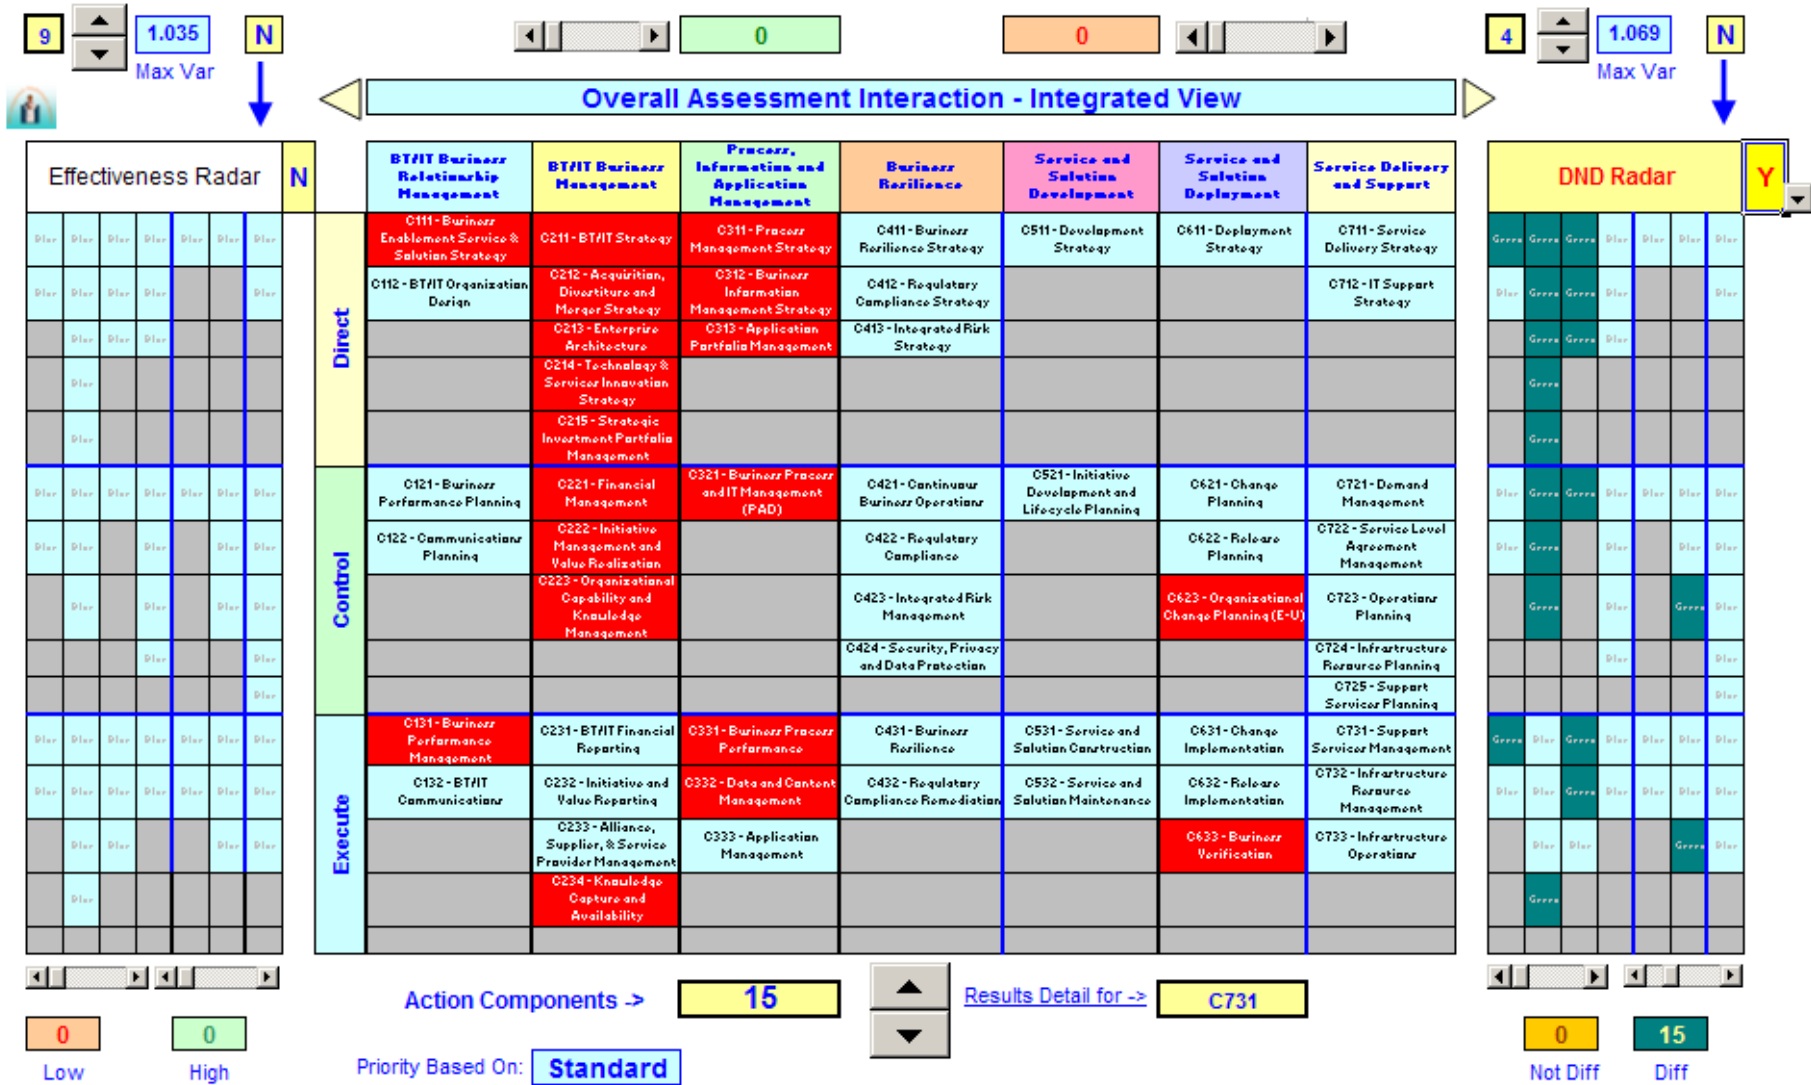 9
1.035
N
0
0
4
1.069
N
Max Var
Max Var
Overall Assessment Interaction - Integrated View
Effectiveness Radar
N
BT/IT Business
Relationship
Management
BT/IT Business
Management
Process,
Information and
Application
Management
Business
Resilience
Service and
Solution
Development
Service and
Solution
Deployment
Service Delivery
and Support
DND Radar
Y
Direct
C111 - Business
Enablement Service &
Solution Strategy
C211 - BT/IT Strategy
C311 - Process
Management Strategy
C411 - Business
Resilience Strategy
C511 - Development
Strategy
C611 - Deployment
Strategy
C711 - Service
Delivery Strategy
C112 - BT/IT Organization
Design
C212 - Acquisition,
Divestiture and
Merger Strategy
C312 - Business
Information
Management Strategy
C412 - Regulatory
Compliance Strategy
C712 - IT Support
Strategy
C213 - Enterprise
Architecture
C313 - Application
Portfolio Management
C413 - Integrated Risk
Strategy
C214 - Technology &
Services Innovation
Strategy
C215 - Strategic
Investment Portfolio
Management
Control
C121 - Business
Performance Planning
C221 - Financial
Management
C321 - Business Process
and IT Management
(PAD)
C421 - Continuous
Business Operations
C521 - Initiative
Development and
Lifecycle Planning
C621 - Change
Planning
C721 - Demand
Management
C122 - Communications
Planning
C222 - Initiative
Management and
Value Realization
C422 - Regulatory
Compliance
C622 - Release
Planning
C722 - Service Level
Agreement
Management
C223 - Organizational
Capability and
Knowledge
Management
C423 - Integrated Risk
Management
C623 - Organizational
Change Planning (E-U)
C723 - Operations
Planning
C424 - Security, Privacy
and Data Protection
C724 - Infrastructure
Resource Planning
C725 - Support
Services Planning
Execute
C131 - Business
Performance
Management
C231 - BT/IT Financial
Reporting
C331 - Business Process
Performance
C431 - Business
Resilience
C531 - Service and
Solution Construction
C631 - Change
Implementation
C731 - Support
Services Management
C132 - BT/IT
Communications
C232 - Initiative and
Value Reporting
C332 - Data and Content
Management
C432 - Regulatory
Compliance Remediation
C532 - Service and
Solution Maintenance
C632 - Release
Implementation
C732 - Infrastructure
Resource
Management
C233 - Alliance,
Supplier, & Service
Provider Management
C333 - Application
Management
C633 - Business
Verification
C733 - Infrastructure
Operations
C234 - Knowledge
Capture and
Availability
Action Components ->
15
Results Detail for ->
C731
0
0
0
15
Low
High
Priority Based On:
Standard
Not Diff
Diff